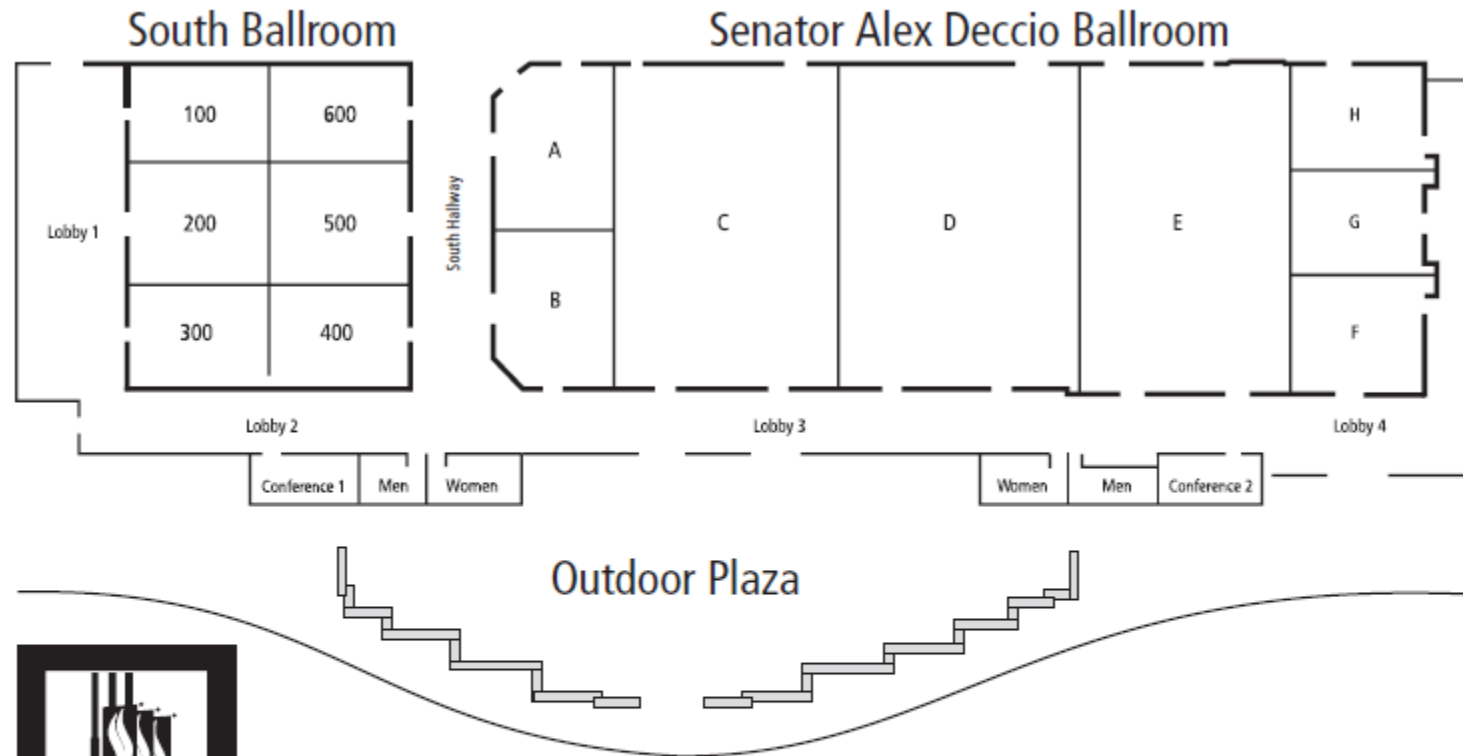 South Ballroom
Senator Alex Deccio Ballroom
100
600
200
500
300
400
Lobby 1
South Hallway
A
B
C
D
E
H
G
F
Lobby 2
Lobby 3
Lobby 4
Conference 1
Men
Women
Women
Men
Conference 2
Outdoor Plaza